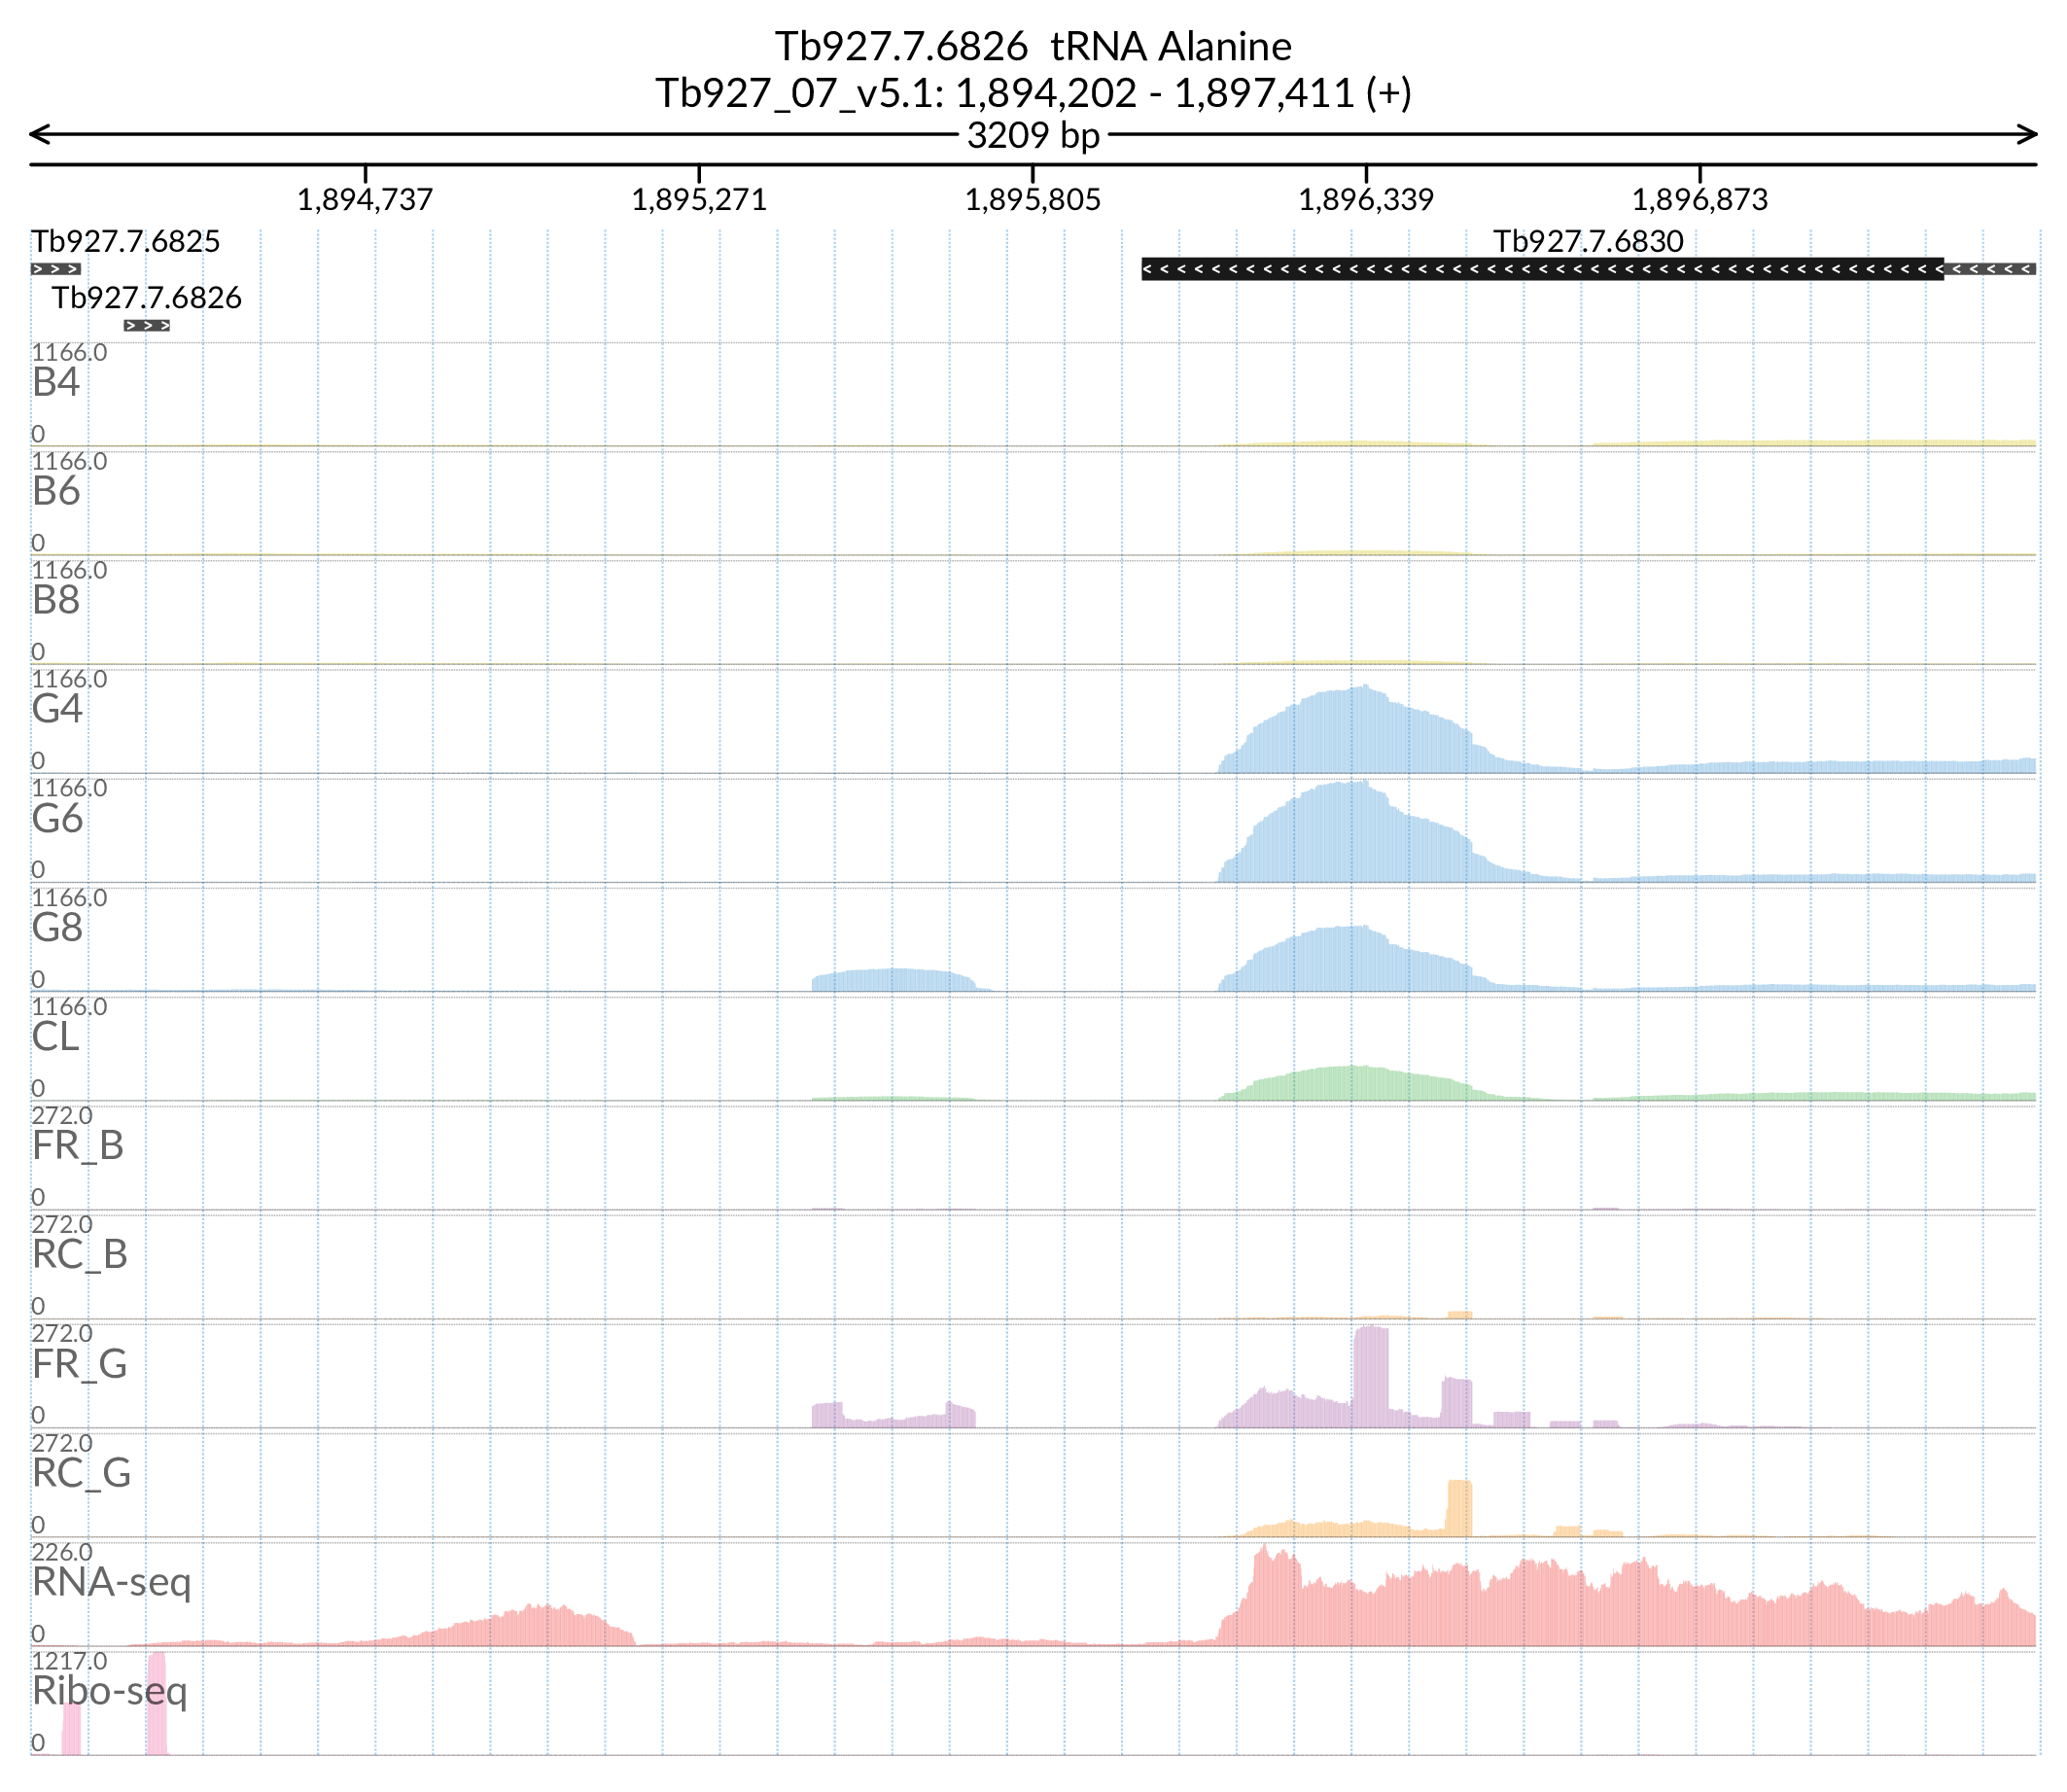 Tb927.7.6826 tRNA Alanine
Tb927_07_v5.1: 1,894,202 - 1,897,411 (+)
3209 bp
1,894,737 1,895,271 1,895,805 1,896,339 1,896,873
Tb927.7.6825 Tb927.7.6830
Tb927.7.6826
1166.0
B4
0
1166.0
B6
0
1166.0
B8
0
1166.0
G4
0
1166.0
G6
0
1166.0
G8
0
1166.0
CL
0
272.0
FR_B
0
272.0
RC_B
0
272.0
FR_G
0
272.0
RC_G
0
226.0
RNA-seq
0
1217.0
Ribo-seq
0